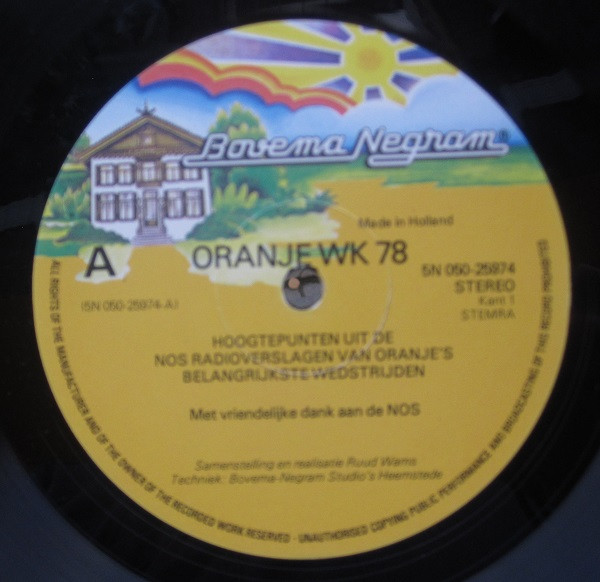 Bovema Negram®
Made in Holland
A
ORANJE WK 78
(5N 050-25974-A)
5N 050-25974
STEREO
Kant 1
STEMRA
HOOGTEPUNTEN UIT DE
NOS RADIOVERSLAGEN VAN ORANJE'S
BELANGRIJKSTE WEDSTRIJDEN
Met vriendelijke dank aan de NOS
Samenstelling en realisatie Ruud Wams
Techniek: Bovema-Negram Studio's Heemstede
ALL RIGHTS OF THE MANUFACTURER AND OF THE OWNER OF THE RECORDED WORK RESERVED - UNAUTHORISED COPYING PUBLIC PERFORMANCE AND BROADCASTING OF THIS RECORD PROHIBITED